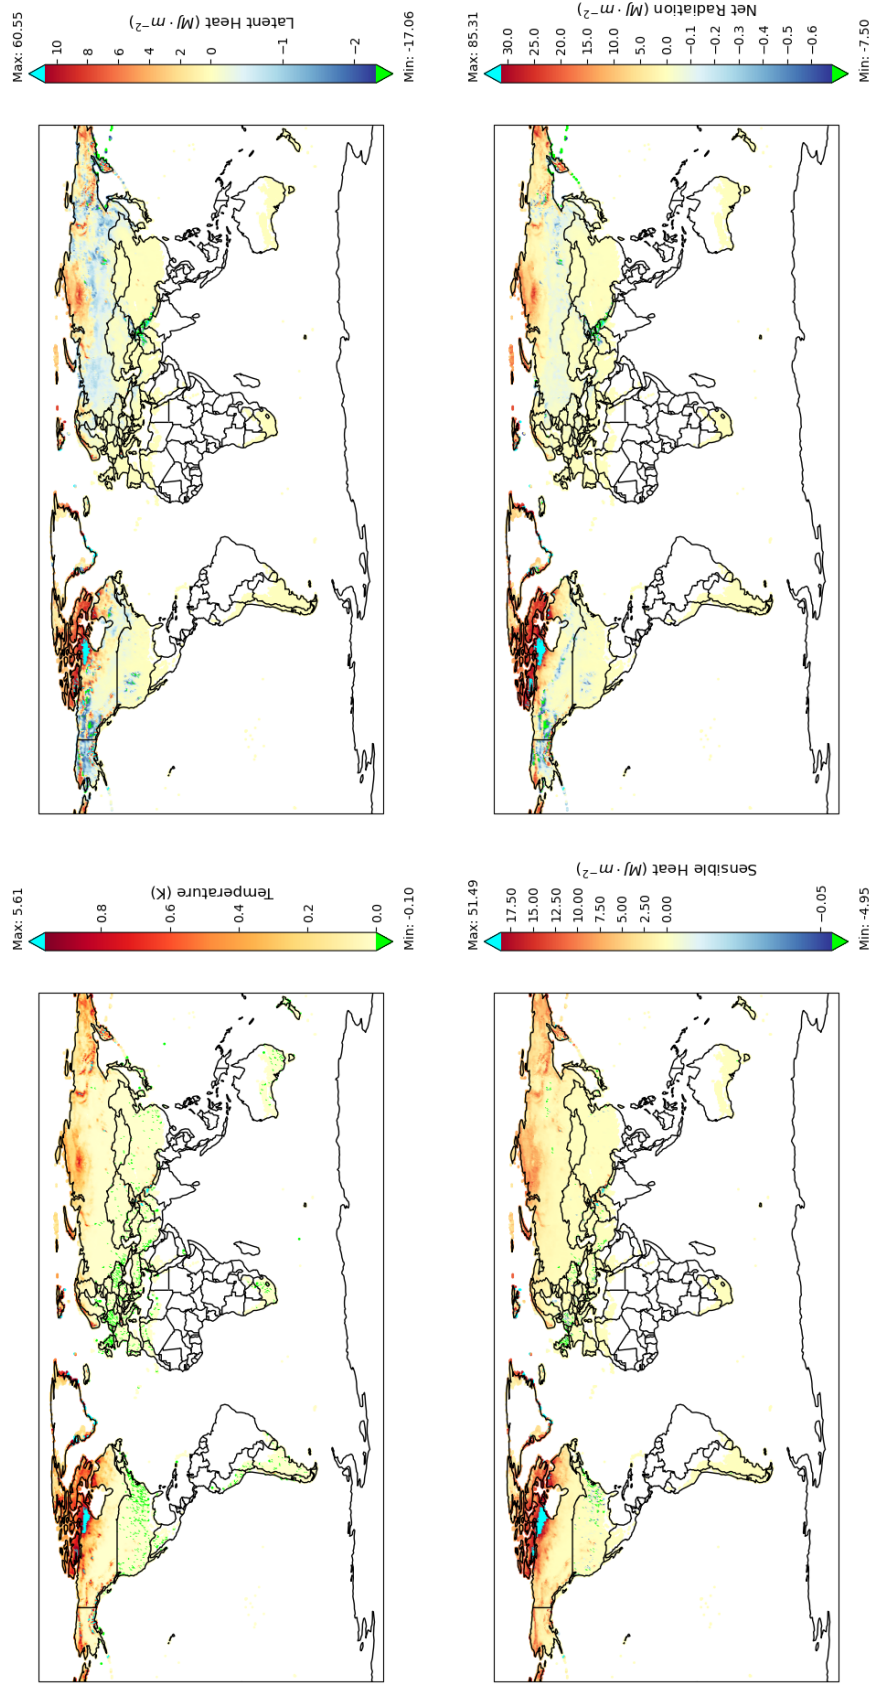 Max: 5.61
0.8
0.6
0.4
0.2
0.0
Temperature (K)
Min: -0.10
Max: 60.55
10
8
6
4
2
0
−1
−2
Latent Heat (Mj · m⁻²)
Min: -17.06
Max: 51.49
17.50
15.00
12.50
10.00
7.50
5.00
2.50
0.00
−0.05
Sensible Heat (Mj · m⁻²)
Min: -4.95
Max: 85.31
30.0
25.0
20.0
15.0
10.0
5.0
0.0
−0.1
−0.2
−0.3
−0.4
−0.5
−0.6
Net Radiation (Mj · m⁻²)
Min: -7.50